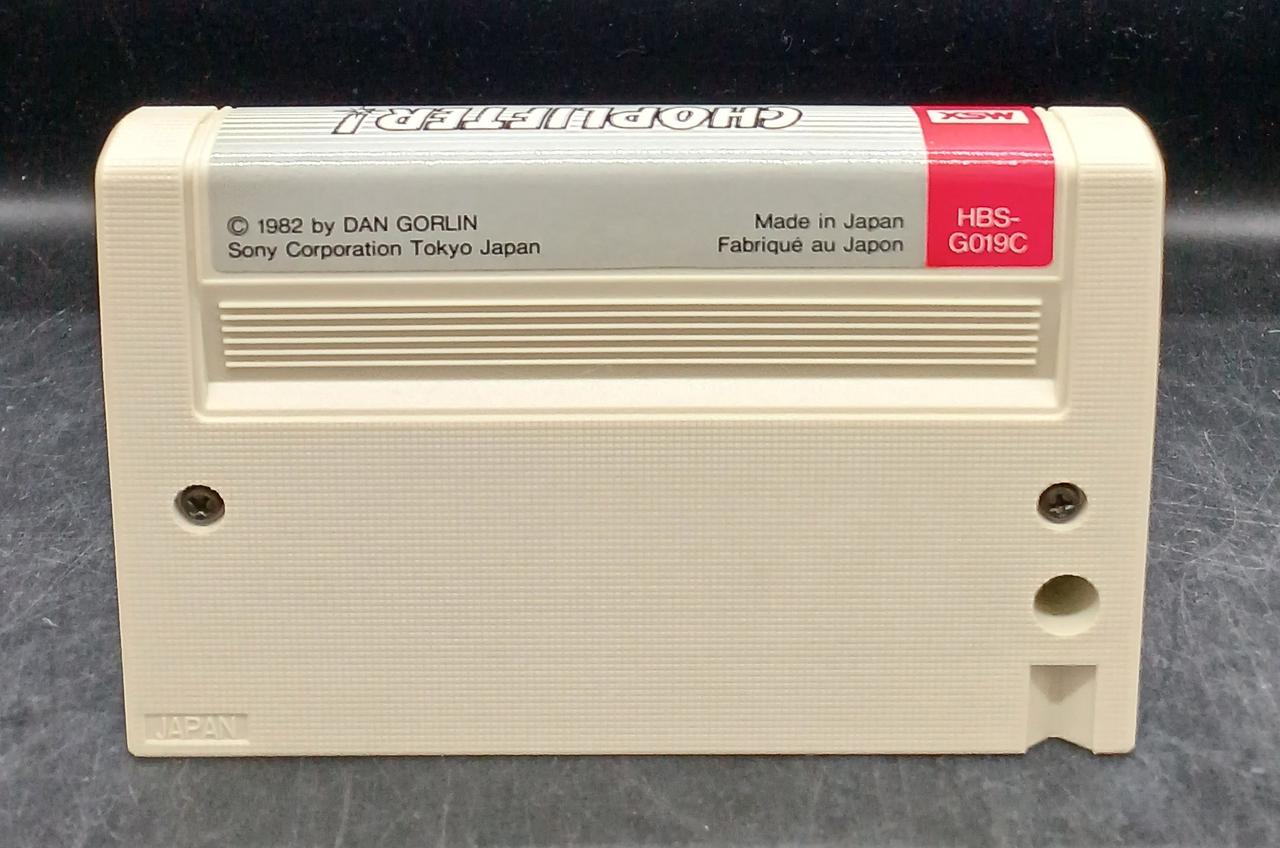 CHOPLIFTER!
MSX
© 1982 by DAN GORLIN
Sony Corporation Tokyo Japan
Made in Japan
Fabriqué au Japon
HBS-
G019C
JAPAN